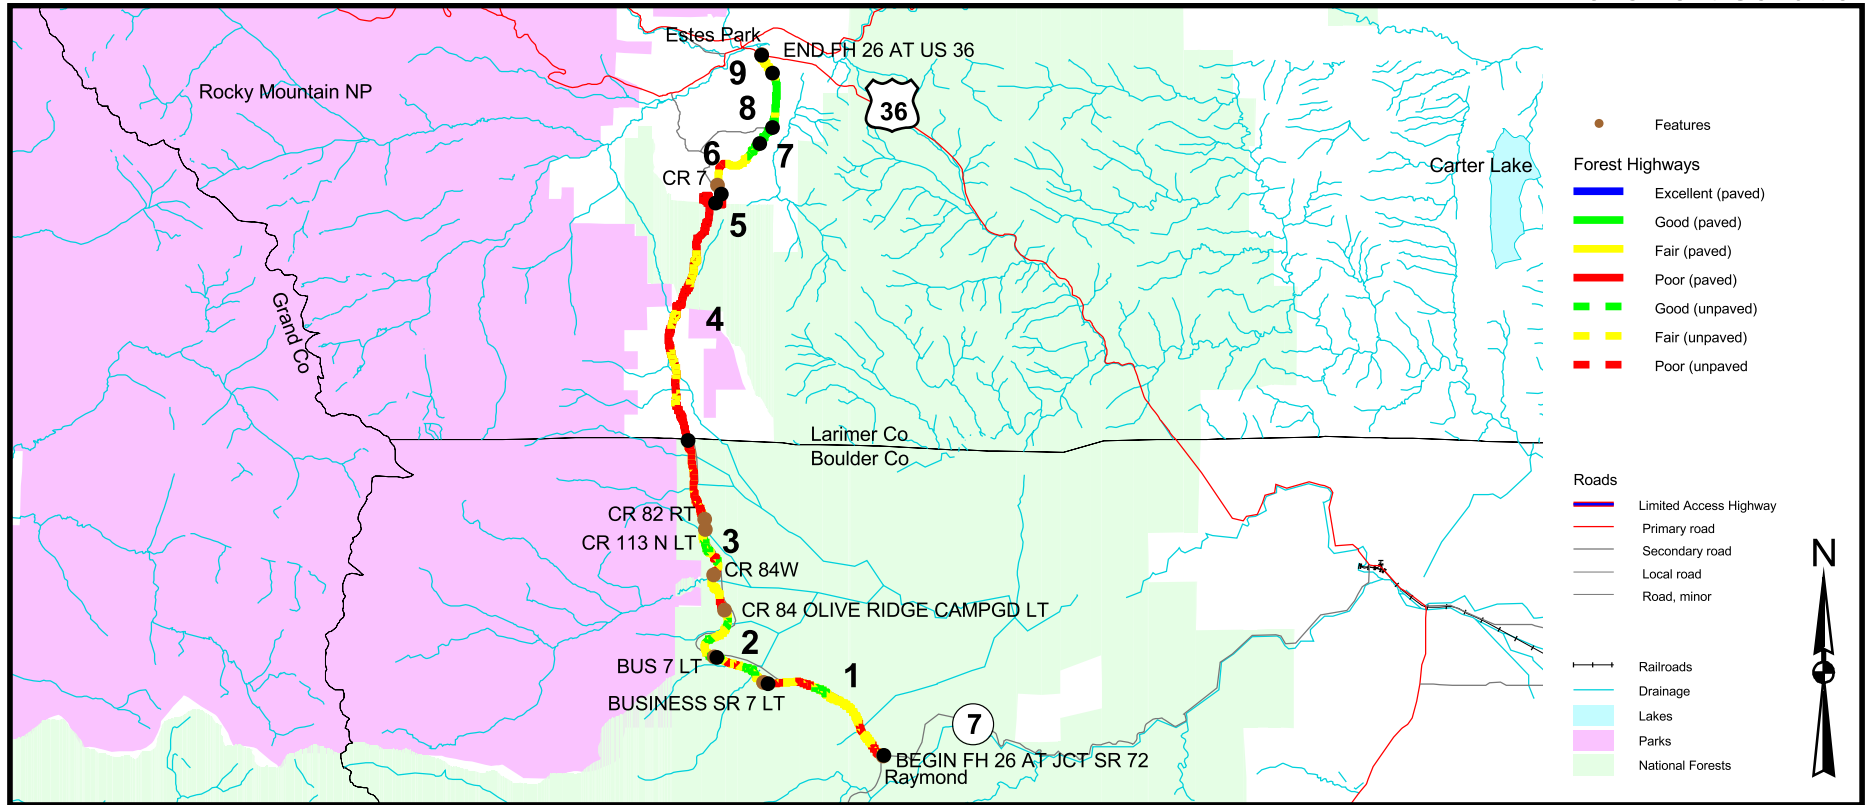 Estes Park
END FH 26 AT US 36
9
Rocky Mountain NP
8
36
Features
6
7
Carter Lake
Forest Highways
CR 7
Excellent (paved)
5
Good (paved)
Fair (paved)
Poor (paved)
Grand Co
4
Good (unpaved)
Fair (unpaved)
Poor (unpaved
Larimer Co
Boulder Co
Roads
Limited Access Highway
CR 82 RT
Primary road
CR 113 N LT
3
Secondary road
N
CR 84W
Local road
Road, minor
CR 84 OLIVE RIDGE CAMPGD LT
2
BUS 7 LT
1
Railroads
Drainage
BUSINESS SR 7 LT
Lakes
7
Parks
BEGIN FH 26 AT JCT SR 72
National Forests
Raymond